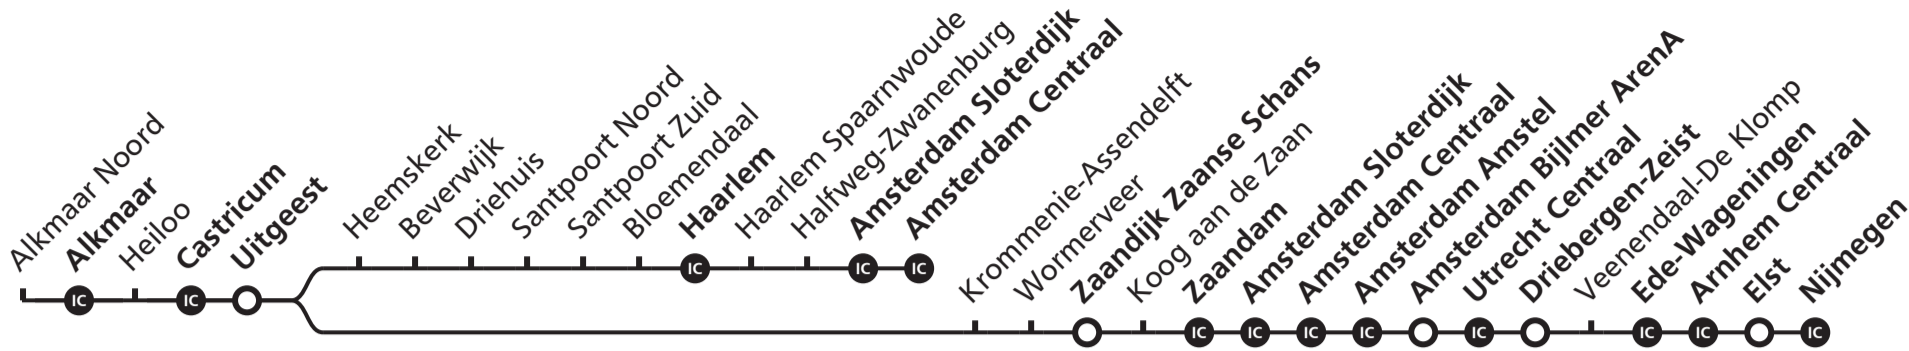 Alkmaar Noord
Alkmaar
Heiloo
Castricum
Uitgeest
Heemskerk
Beverwijk
Driehuis
Santpoort Noord
Santpoort Zuid
Bloemendaal
Haarlem
Haarlem Spaarnwoude
Halfweg-Zwanenburg
Amsterdam Sloterdijk
Amsterdam Centraal
Krommenie-Assendelft
Wormerveer
Zaandijk Zaanse Schans
Koog aan de Zaan
Zaandam
Amsterdam Sloterdijk
Amsterdam Centraal
Amsterdam Amstel
Amsterdam Bijlmer ArenA
Utrecht Centraal
Driebergen-Zeist
Veenendaal-De Klomp
Ede-Wageningen
Arnhem Centraal
Elst
Nijmegen
IC
IC
IC
IC
IC
IC
IC
IC
IC
IC
IC
IC
IC